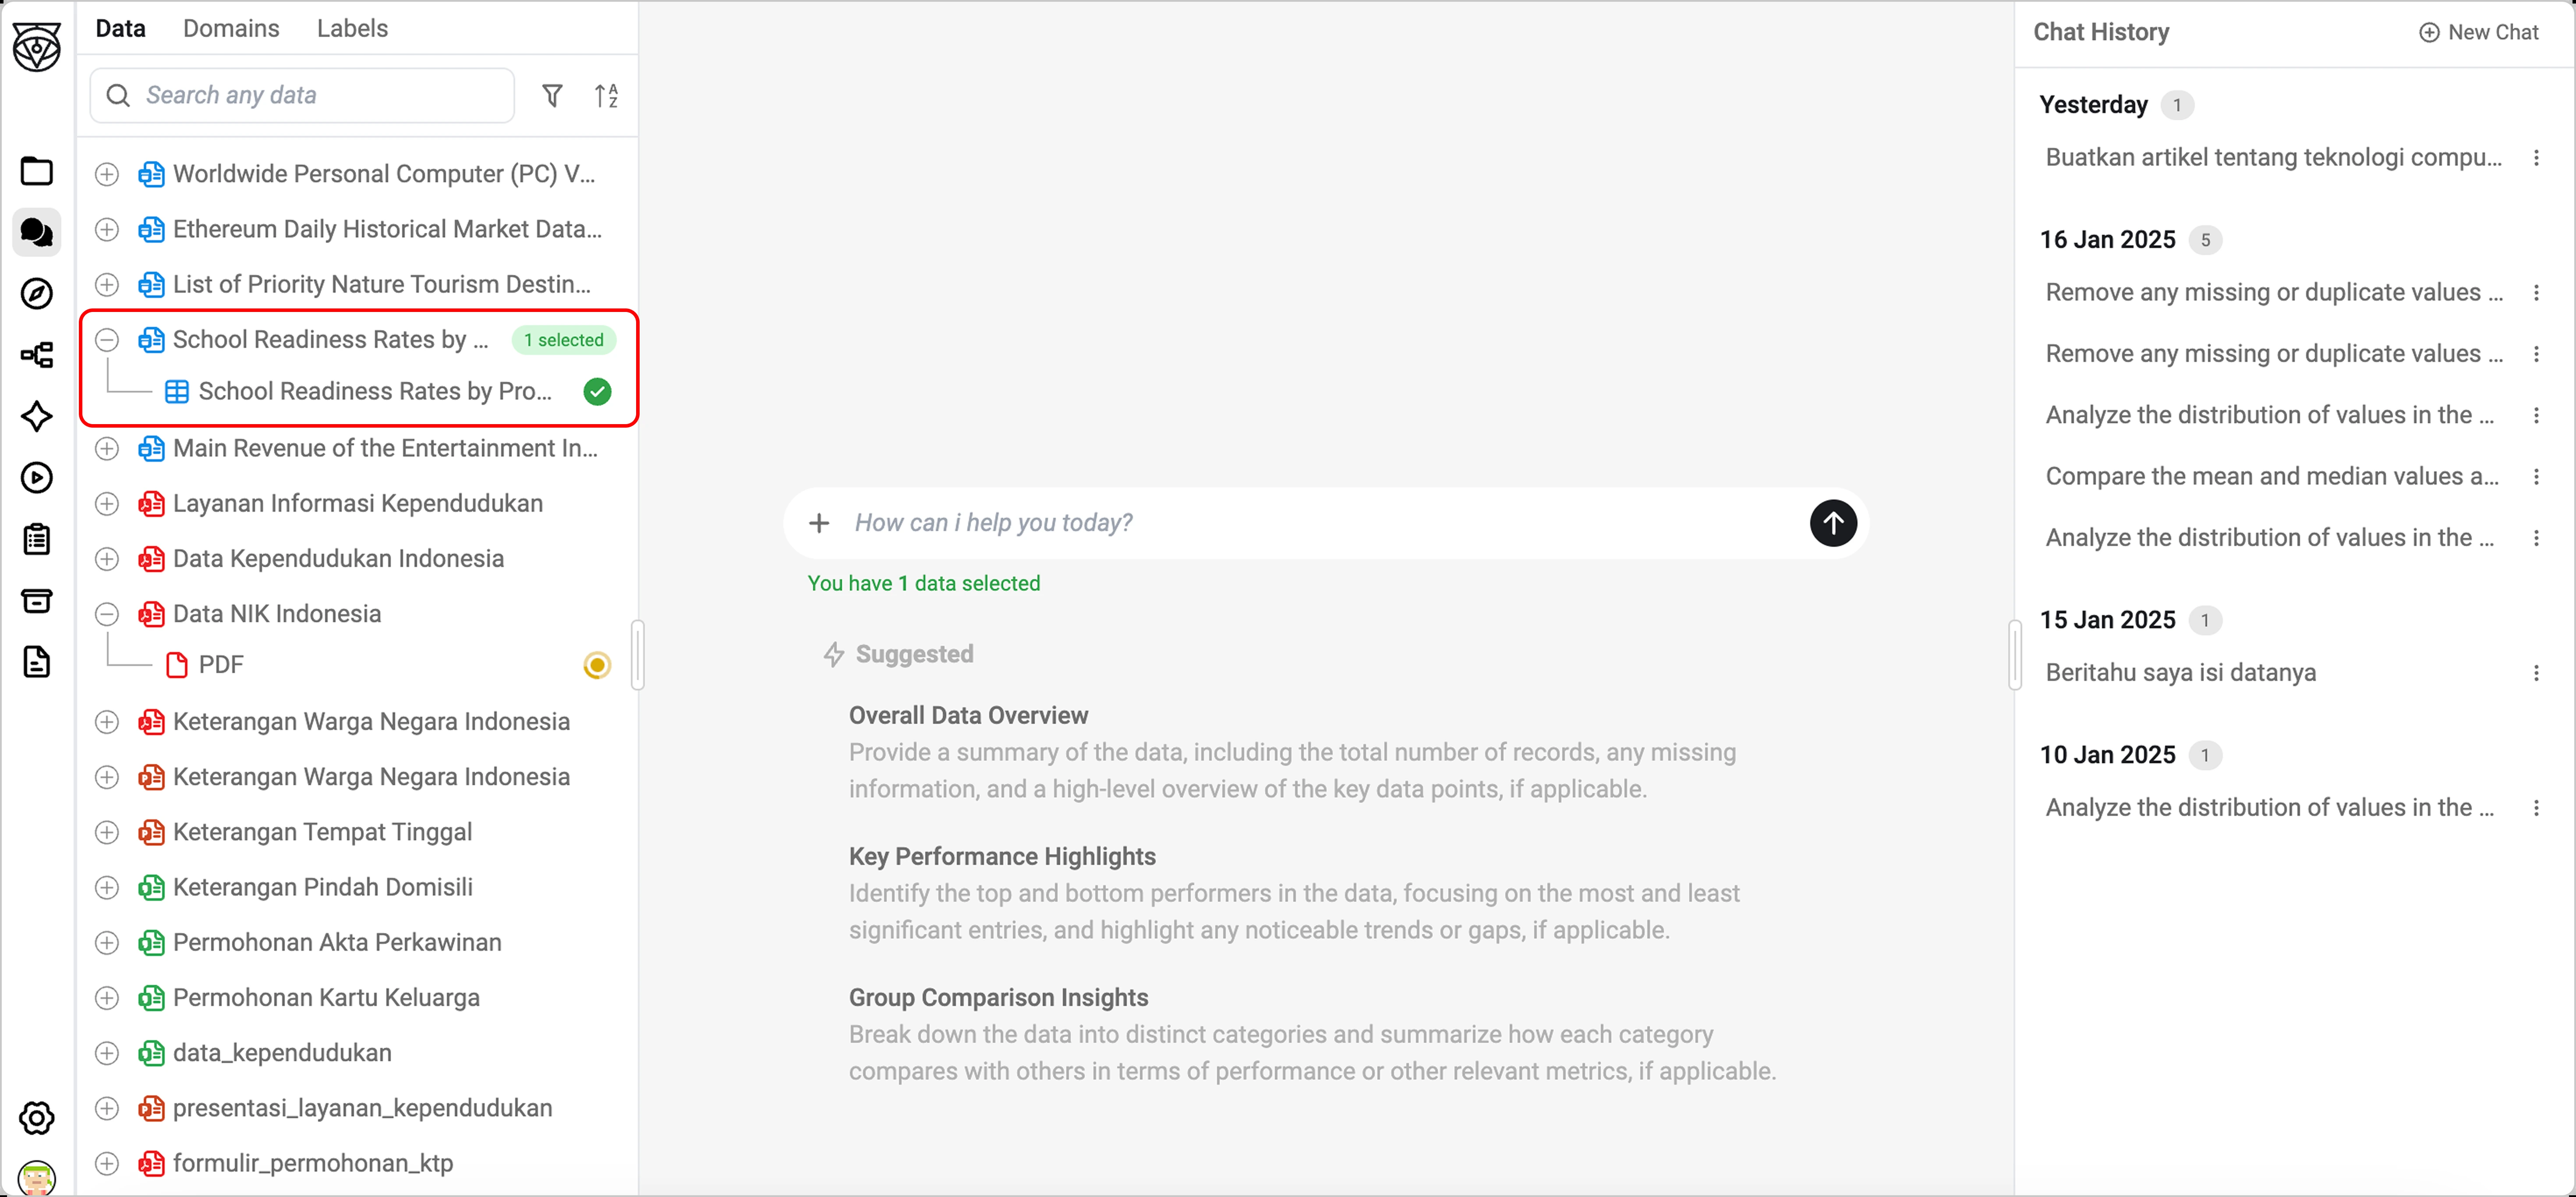 Data Domains Labels
Search any data
Worldwide Personal Computer (PC) V...
Ethereum Daily Historical Market Data...
List of Priority Nature Tourism Destin...
School Readiness Rates by ... 1 selected
School Readiness Rates by Pro...
Main Revenue of the Entertainment In...
Layanan Informasi Kependudukan
Data Kependudukan Indonesia
Data NIK Indonesia
PDF
Keterangan Warga Negara Indonesia
Keterangan Warga Negara Indonesia
Keterangan Tempat Tinggal
Keterangan Pindah Domisili
Permohonan Akta Perkawinan
Permohonan Kartu Keluarga
data_kependudukan
presentasi_layanan_kependudukan
formulir_permohonan_ktp
How can i help you today?
You have 1 data selected
Suggested
Overall Data Overview
Provide a summary of the data, including the total number of records, any missing
information, and a high-level overview of the key data points, if applicable.
Key Performance Highlights
Identify the top and bottom performers in the data, focusing on the most and least
significant entries, and highlight any noticeable trends or gaps, if applicable.
Group Comparison Insights
Break down the data into distinct categories and summarize how each category
compares with others in terms of performance or other relevant metrics, if applicable.
Chat History New Chat
Yesterday 1
Buatkan artikel tentang teknologi compu...
16 Jan 2025 5
Remove any missing or duplicate values ...
Remove any missing or duplicate values ...
Analyze the distribution of values in the ...
Compare the mean and median values a...
Analyze the distribution of values in the ...
15 Jan 2025 1
Beritahu saya isi datanya
10 Jan 2025 1
Analyze the distribution of values in the ...